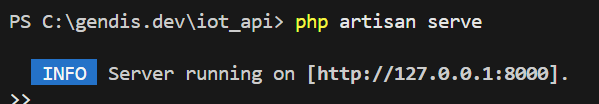 PS C:\gendis.dev\iot_api> php artisan serve
INFO Server running on [http://127.0.0.1:8000].
>>